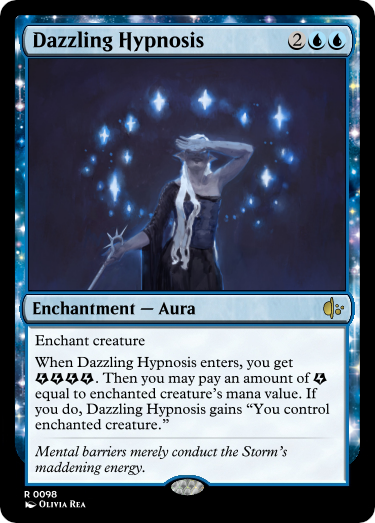 Dazzling Hypnosis 2
Enchantment — Aura
Enchant creature
When Dazzling Hypnosis enters, you get
. Then you may pay an amount of
equal to enchanted creature's mana value. If
you do, Dazzling Hypnosis gains “You control
enchanted creature.”
Mental barriers merely conduct the Storm's
maddening energy.
R 0098
Olivia Rea